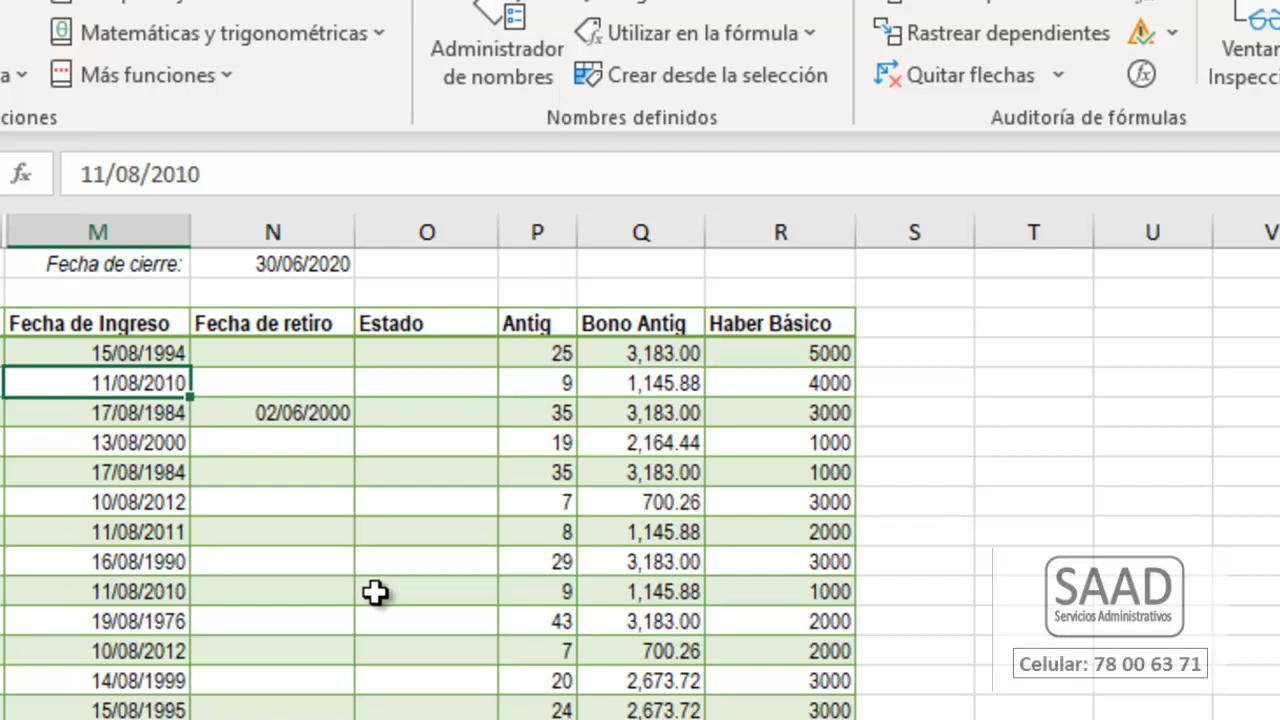 Matemáticas y trigonométricas
Más funciones
ciones
Administrador
de nombres
Utilizar en la fórmula
Crear desde la selección
Nombres definidos
Rastrear dependientes
Quitar flechas
Auditoría de fórmulas
Ventan
Inspecci
fx 11/08/2010
M N O P Q R S T U V
Fecha de cierre: 30/06/2020
Fecha de Ingreso Fecha de retiro Estado Antig Bono Antig Haber Básico
15/08/1994 25 3,183.00 5000
11/08/2010 9 1,145.88 4000
17/08/1984 02/06/2000 35 3,183.00 3000
13/08/2000 19 2,164.44 1000
17/08/1984 35 3,183.00 1000
10/08/2012 7 700.26 3000
11/08/2011 8 1,145.88 2000
16/08/1990 29 3,183.00 3000
11/08/2010 9 1,145.88 1000
19/08/1976 43 3,183.00 2000
10/08/2012 7 700.26 2000
14/08/1999 20 2,673.72 3000
15/08/1995 24 2,673.72 3000
SAAD
Servicios Administrativos
Celular: 78 00 63 71